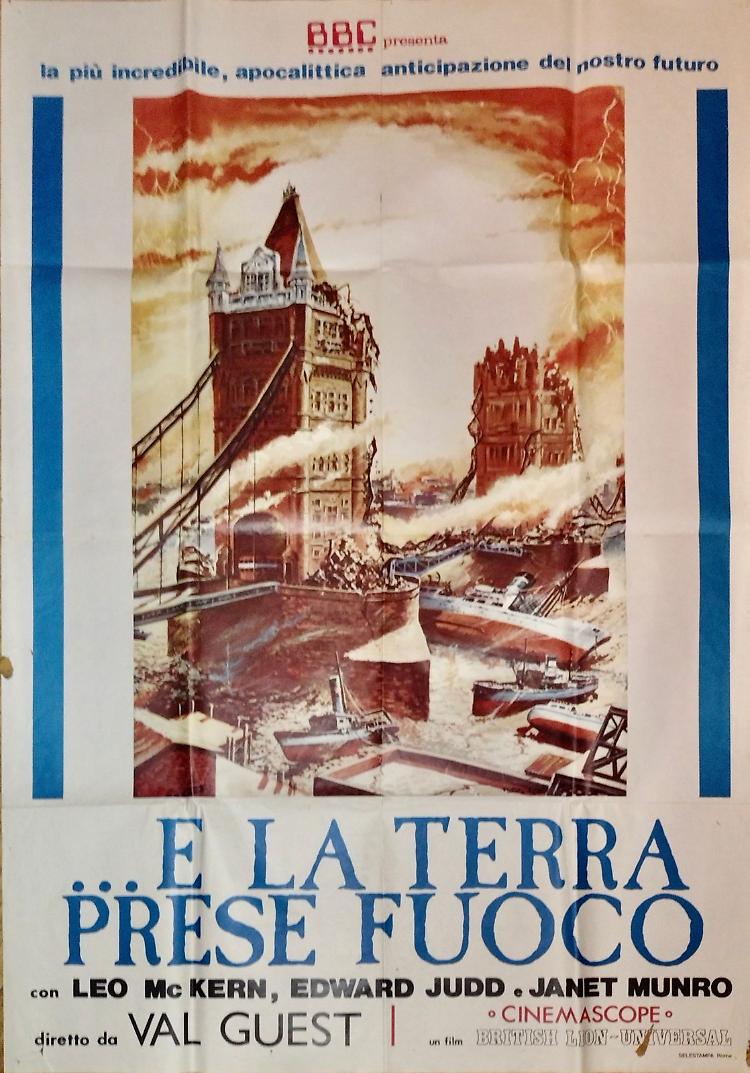 BBC presenta
la più incredibile, apocalittica anticipazione del nostro futuro
...E LA TERRA
PRESE FUOCO
con LEO McKERN, EDWARD JUDD e JANET MUNRO
diretto da VAL GUEST
°CINEMASCOPE°
un film BRITISH LION-UNIVERSAL
SELESTAMPA Roma